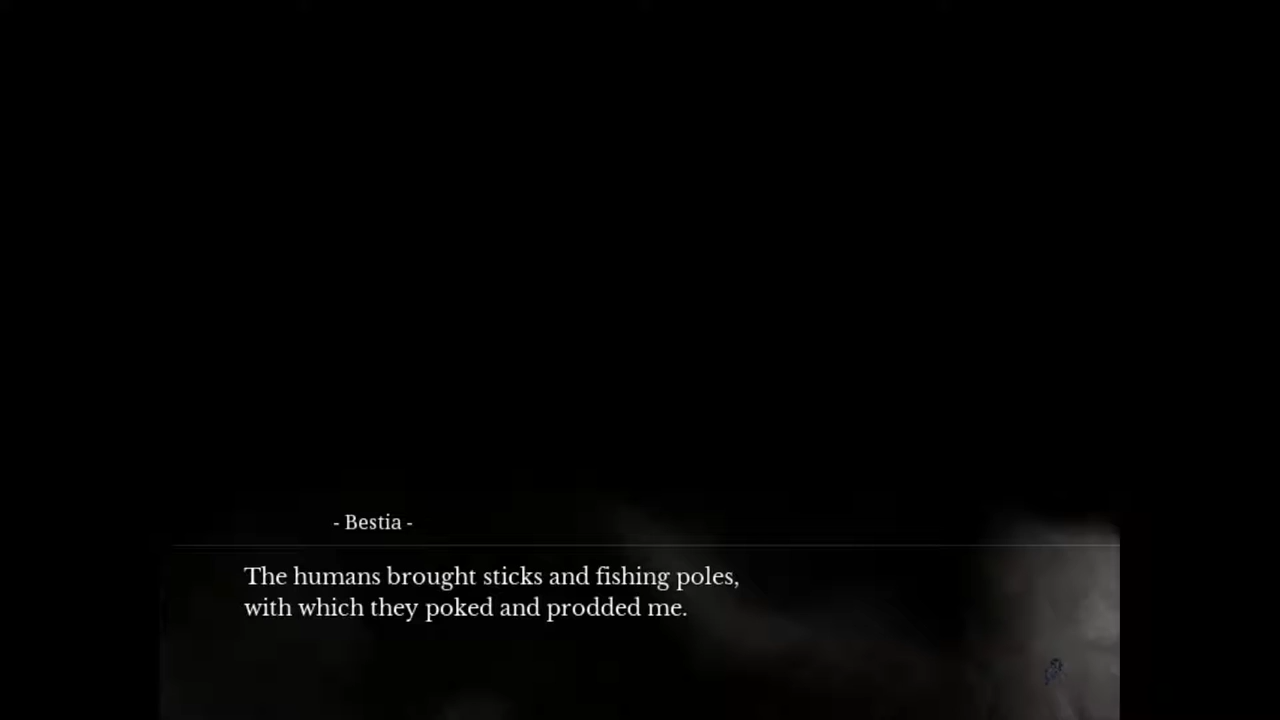 - Bestia -
The humans brought sticks and fishing poles,
with which they poked and prodded me.